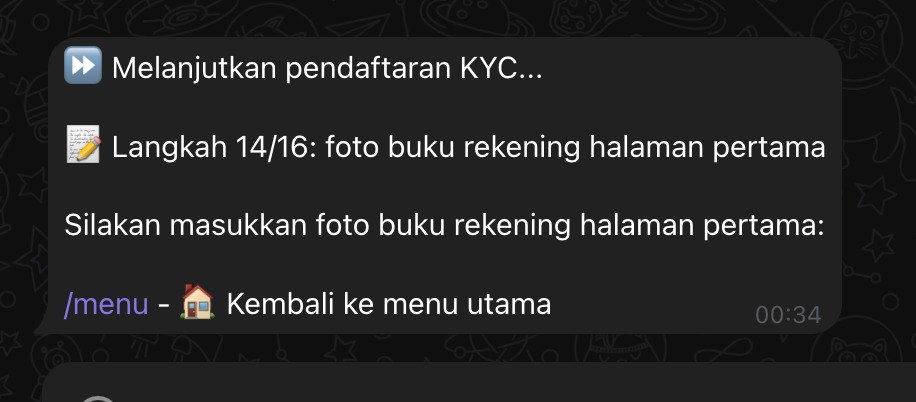 ⏩ Melanjutkan pendaftaran KYC...
📝 Langkah 14/16: foto buku rekening halaman pertama
Silakan masukkan foto buku rekening halaman pertama:
/menu - 🏠 Kembali ke menu utama
00:34